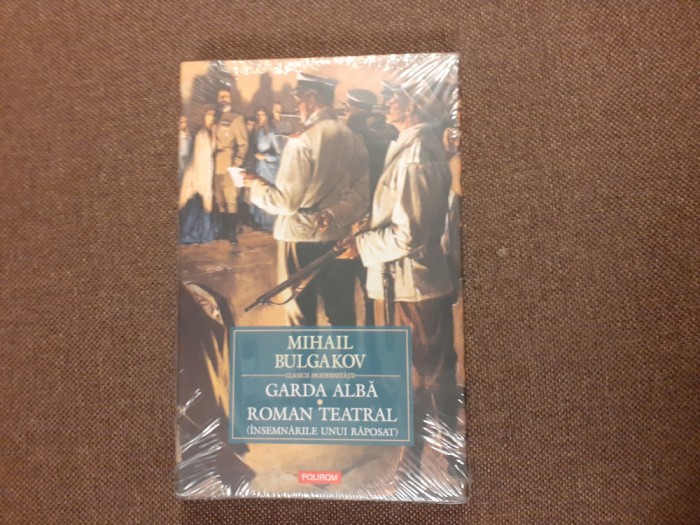 MIHAIL
BULGAKOV
CLASICII MODERNITĂȚII
GARDA ALBĂ
ROMAN TEATRAL
(ÎNSEMNĂRILE UNUI RĂPOSAT)
POLIROM